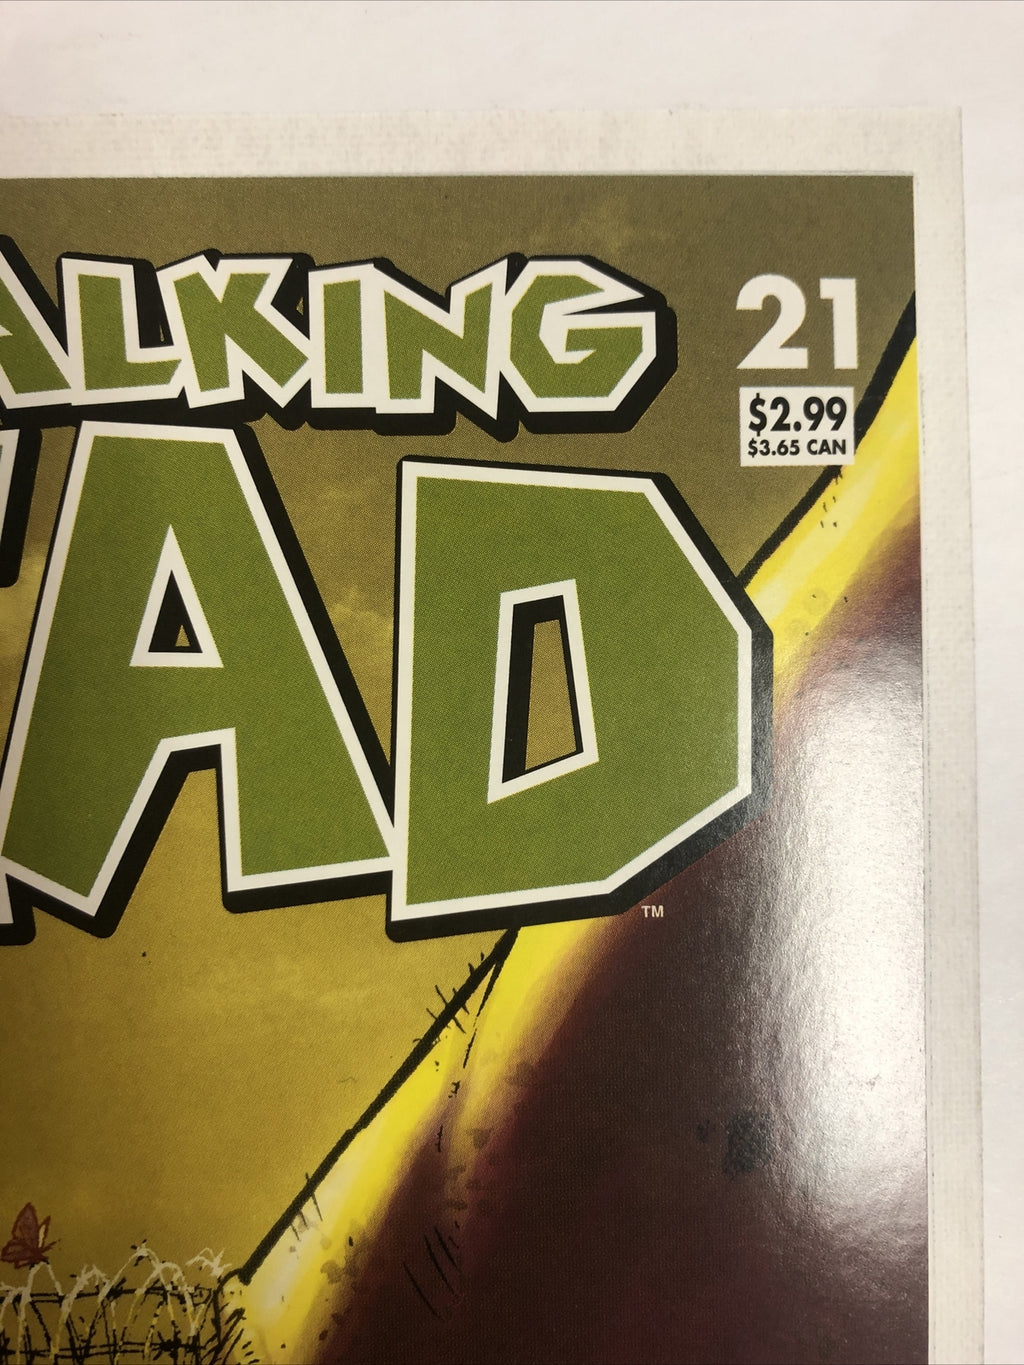 ALKING
AD
TM
21
$2.99
$3.65 CAN